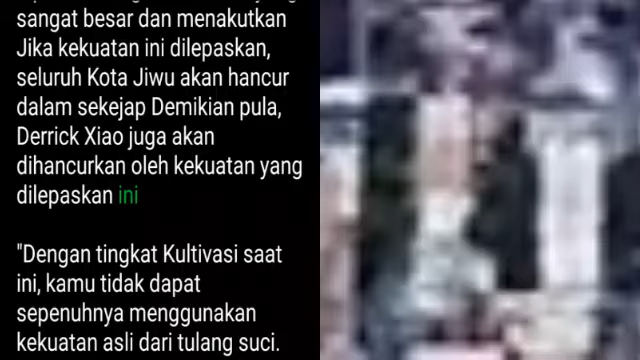 sangat besar dan menakutkan
Jika kekuatan ini dilepaskan,
seluruh Kota Jiwu akan hancur
dalam sekejap Demikian pula,
Derrick Xiao juga akan
dihancurkan oleh kekuatan yang
dilepaskan ini
"Dengan tingkat Kultivasi saat
ini, kamu tidak dapat
sepenuhnya menggunakan
kekuatan asli dari tulang suci.